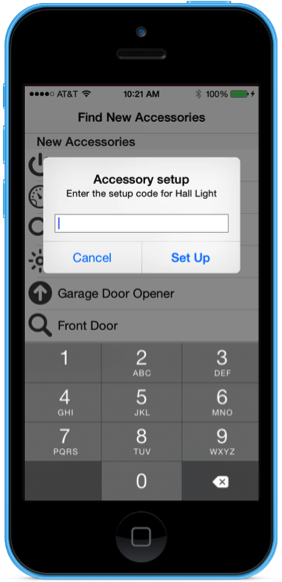 AT&T 10:21 AM 100%
Find New Accessories
New Accessories
Accessory setup
Enter the setup code for Hall Light
Cancel Set Up
Garage Door Opener
Front Door
1 2 3
ABC DEF
4 5 6
GHI JKL MNO
7 8 9
PQRS TUV WXYZ
0